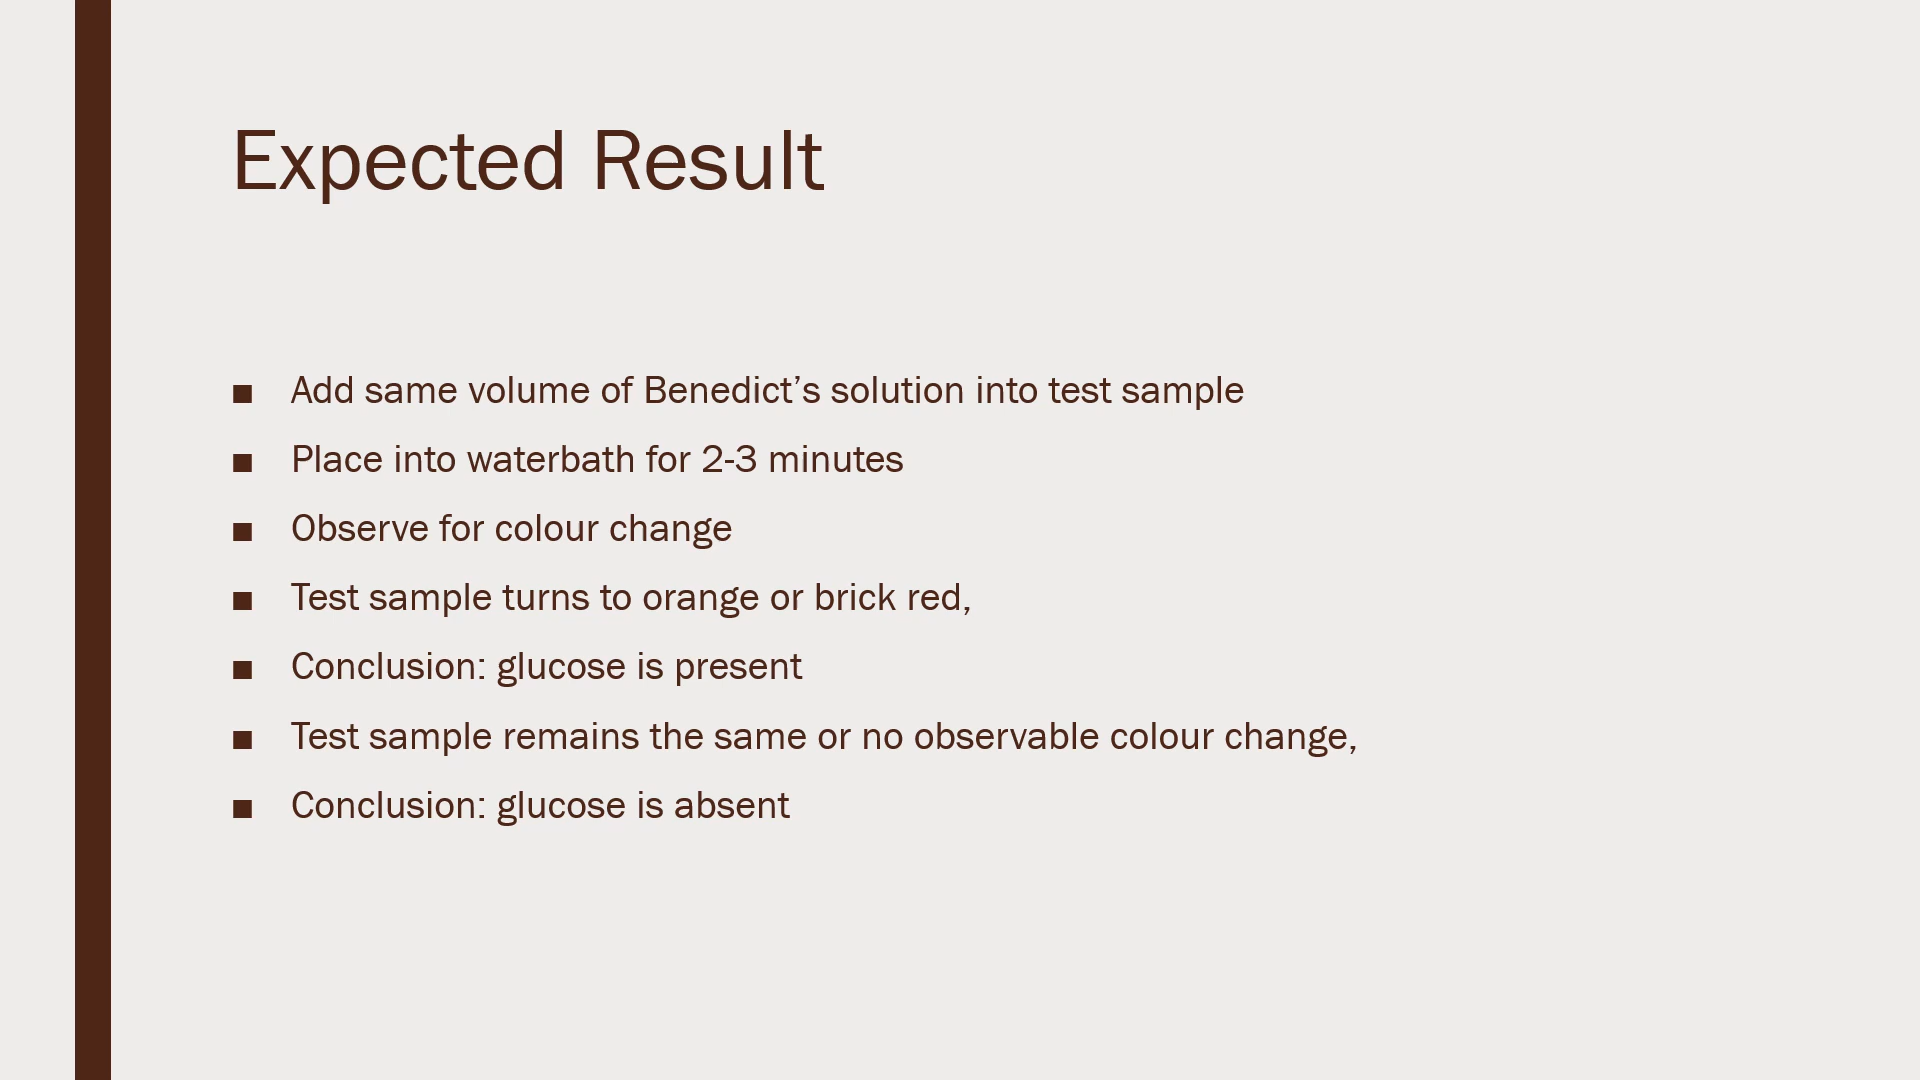 Expected Result
■ Add same volume of Benedict’s solution into test sample
■ Place into waterbath for 2-3 minutes
■ Observe for colour change
■ Test sample turns to orange or brick red,
■ Conclusion: glucose is present
■ Test sample remains the same or no observable colour change,
■ Conclusion: glucose is absent